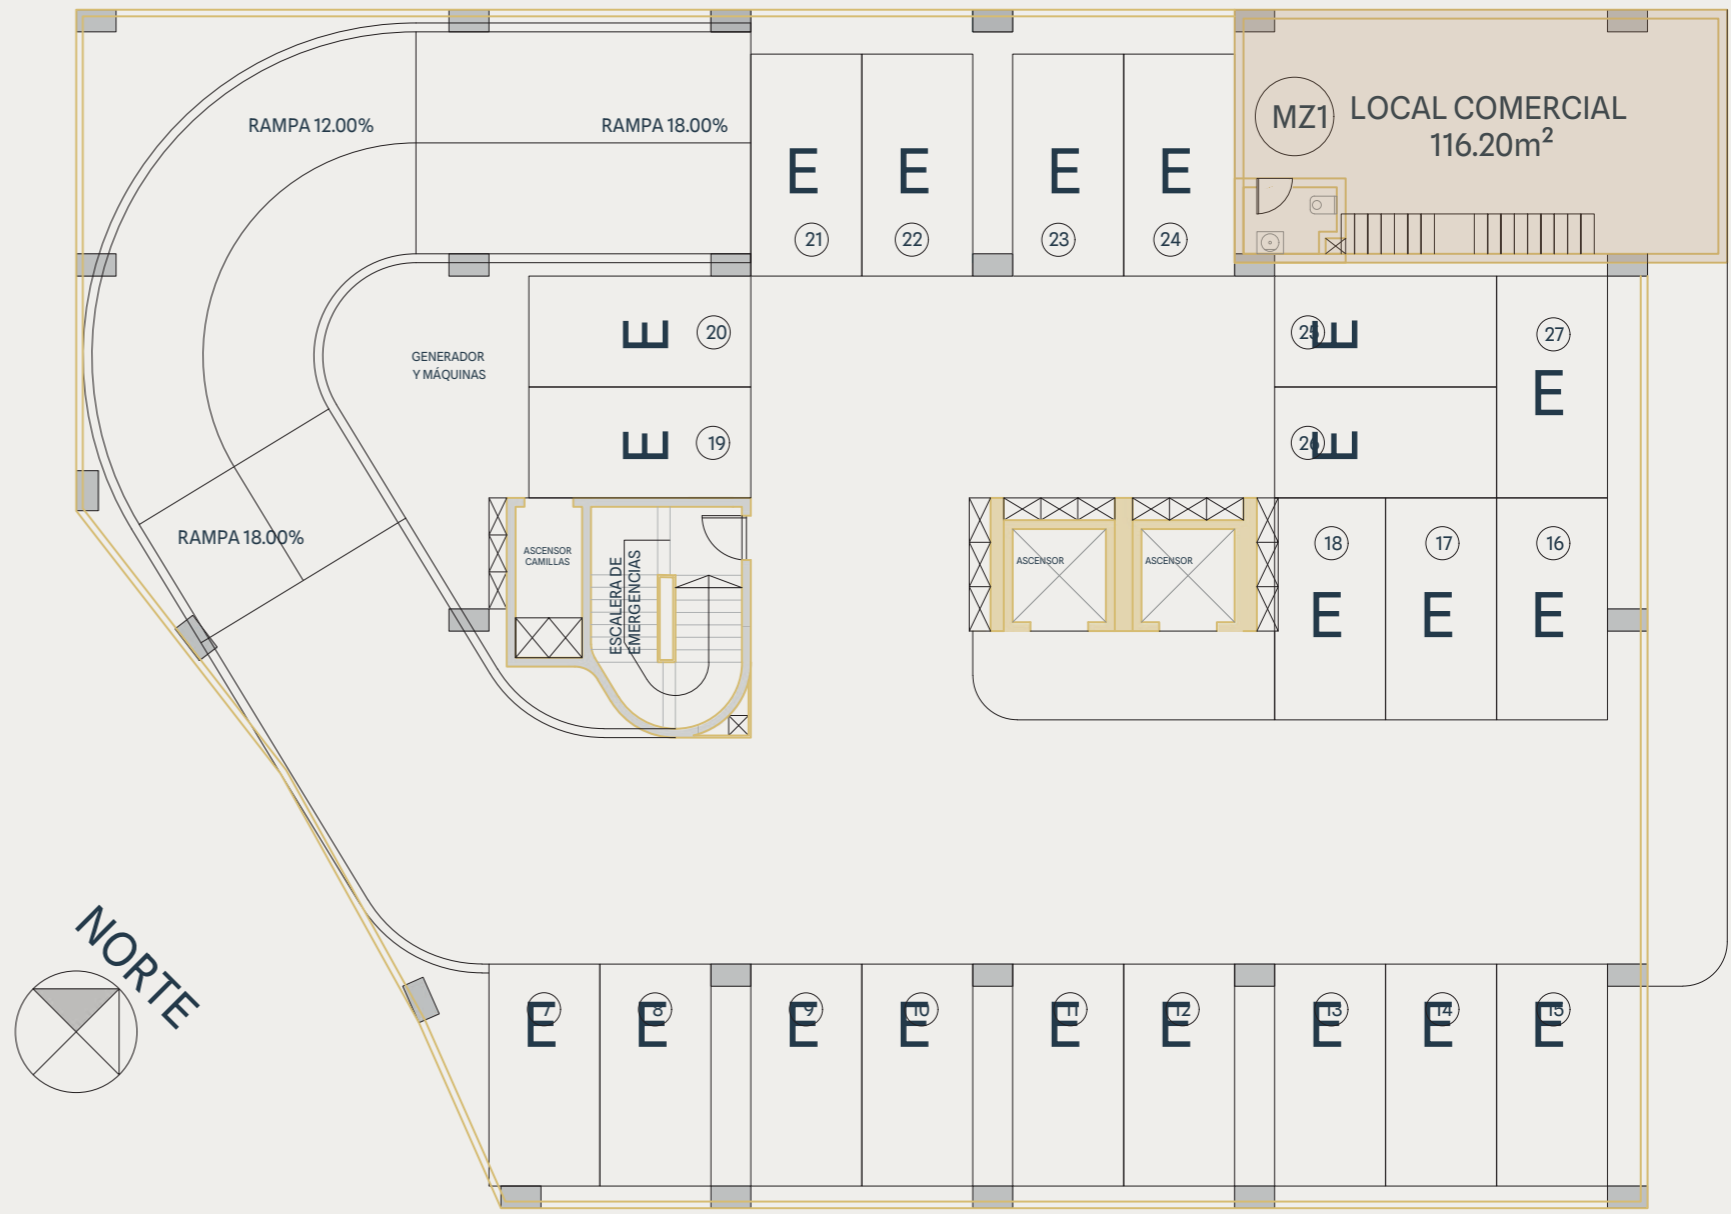 RAMPA 12.00%
RAMPA 18.00%
MZ1
LOCAL COMERCIAL
116.20m²
E
E
E
E
21
22
23
24
E
20
GENERADOR
Y MÁQUINAS
E
19
25
E
27
E
26
E
RAMPA 18.00%
ASCENSOR
CAMILLAS
ESCALERA DE
EMERGENCIAS
ASCENSOR
ASCENSOR
18
17
16
E
E
E
NORTE
7
8
9
10
11
12
13
14
15
E
E
E
E
E
E
E
E
E